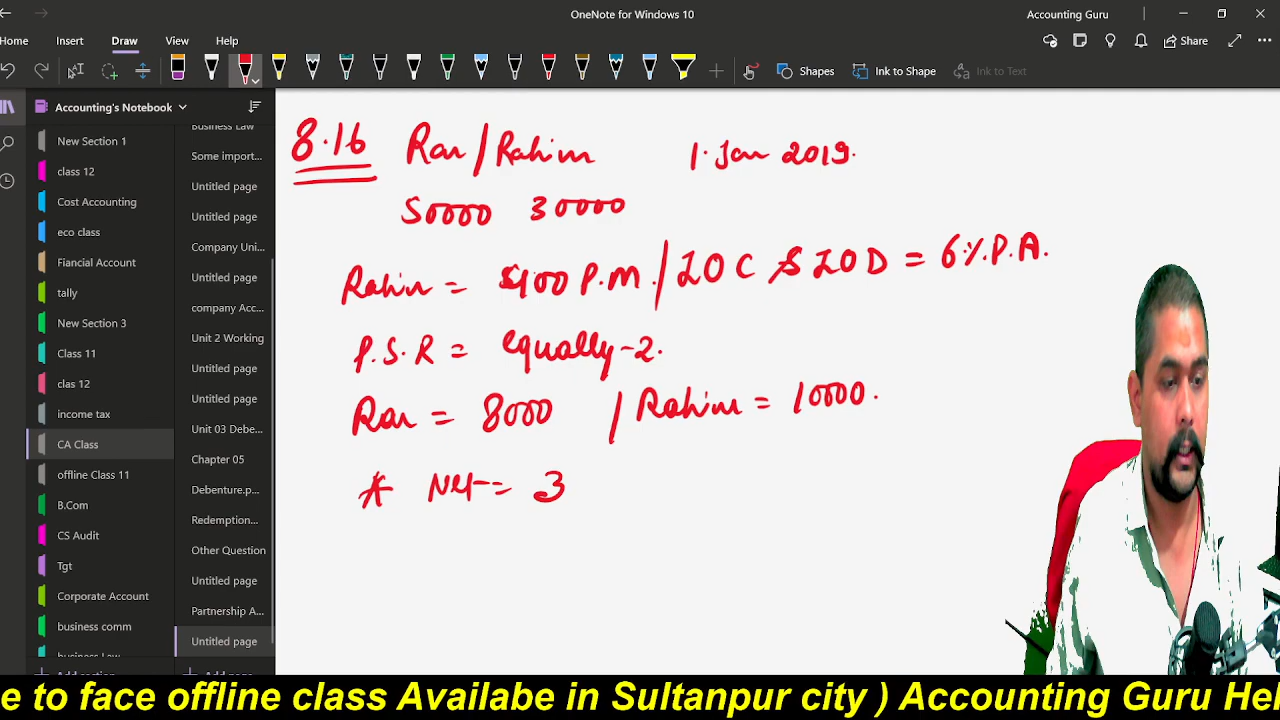 OneNote for Windows 10
Accounting Guru
Home Insert Draw View Help
Share
Shapes
Ink to Shape
Ink to Text
Accounting's Notebook
New Section 1
class 12
Cost Accounting
eco class
Fiancial Account
tally
New Section 3
Class 11
clas 12
income tax
CA Class
offline Class 11
B.Com
CS Audit
Tgt
Corporate Account
business comm
business Law
Business Law
Some import...
Untitled page
Untitled page
Company Uni...
Untitled page
company Acc...
Unit 2 Working
Untitled page
Untitled page
Unit 03 Debe...
Chapter 05
Debenture.p...
Redemption...
Other Question
Untitled page
Partnership A...
Untitled page
8.16 Ram/Rahim 1 Jan 2019.
50000 30000
Rahim = P.M. / IOC & IOD = 6% P.A.
P.S.R = equally-2.
Ram = 8000 / Rahim = 10000.
* Net = 3
e to face offline class Availabe in Sultanpur city ) Accounting Guru Hel